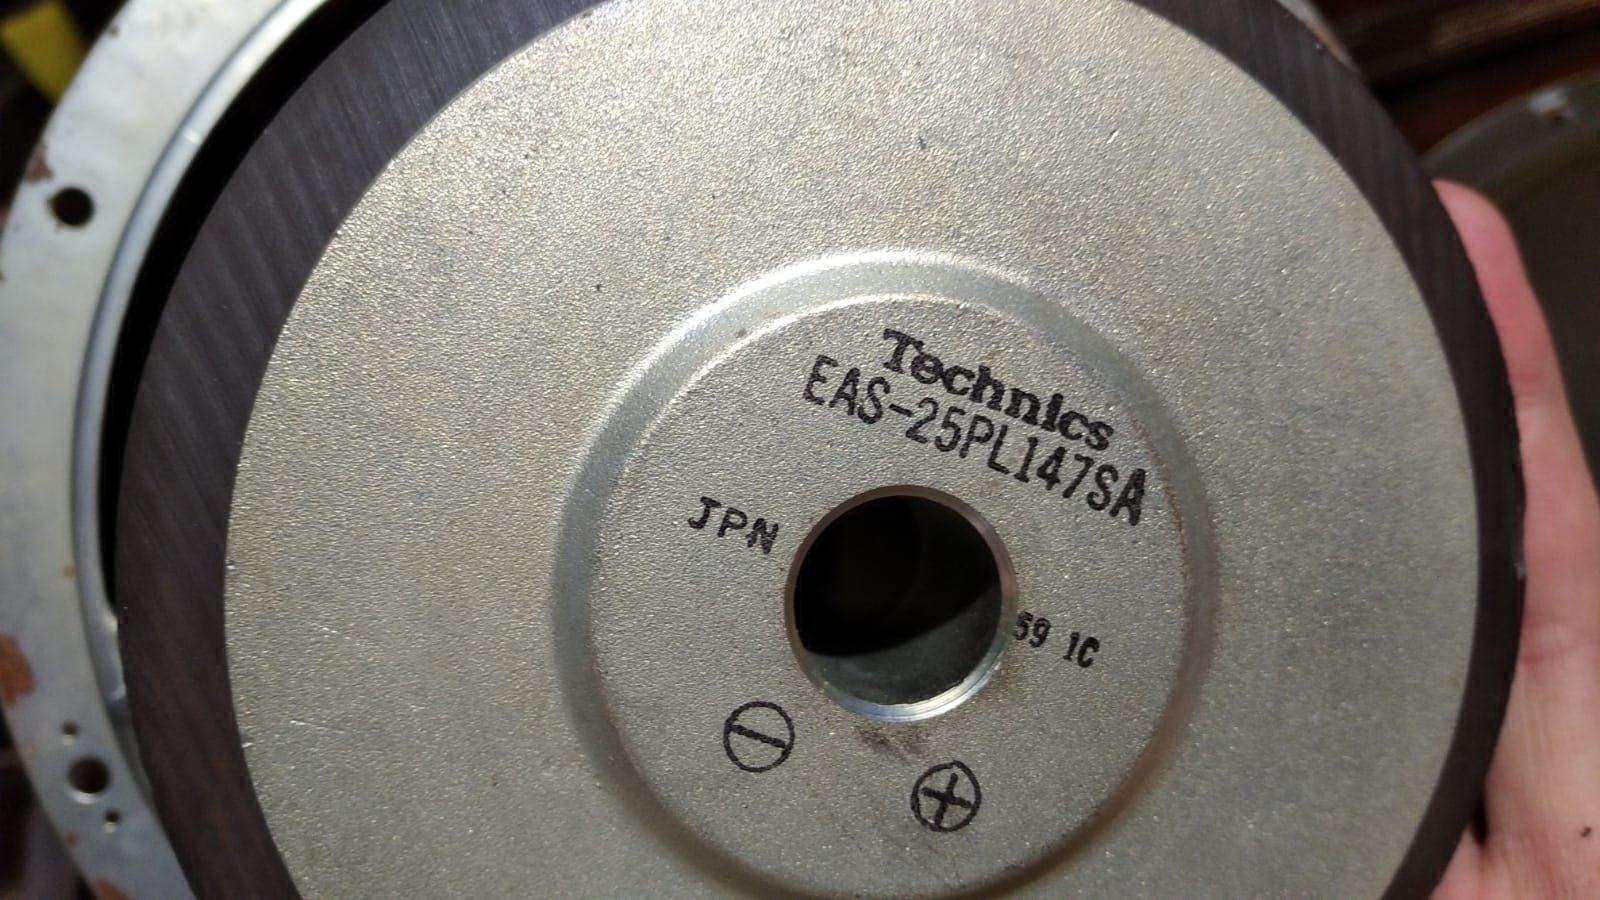 Technics
EAS-25PL147SA
JPN
59 1C